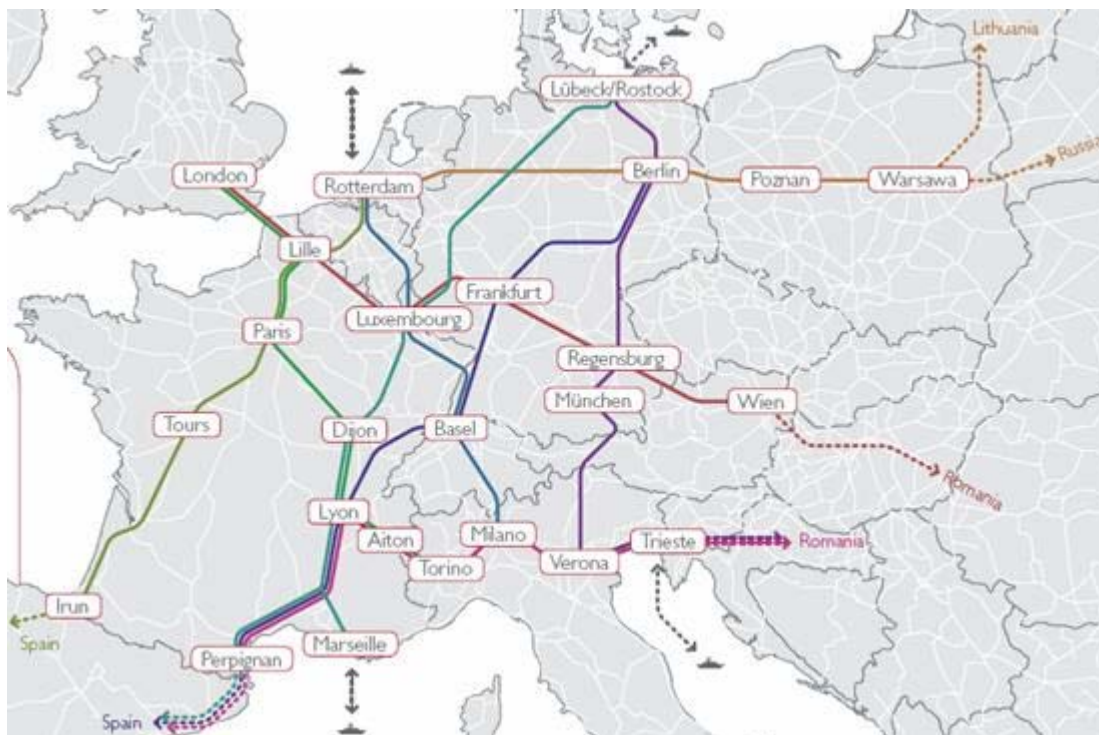 Lithuania
Lübeck/Rostock
Russia
London
Rotterdam
Berlin
Poznan
Warsawa
Lille
Frankfurt
Luxembourg
Paris
Regensburg
München
Wien
Tours
Dijon
Basel
Romania
Lyon
Aiton
Milano
Trieste
Romania
Torino
Verona
Irun
Spain
Marseille
Perpignan
Spain